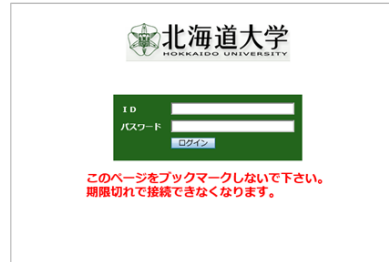 北海道大学
HOKKAIDO UNIVERSITY
ID
パスワード
ログイン
このページをブックマークしないで下さい。
期限切れで接続できなくなります。